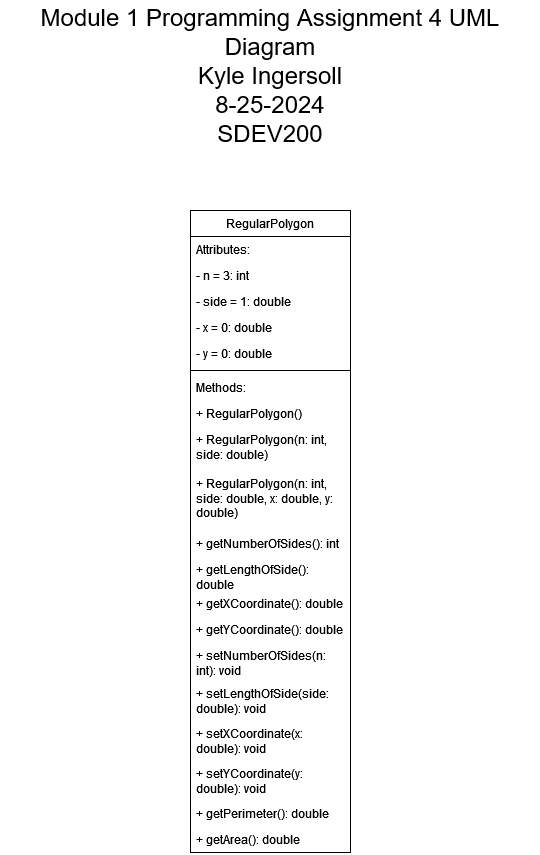 Module 1 Programming Assignment 4 UML
Diagram
Kyle Ingersoll
8-25-2024
SDEV200
RegularPolygon
Attributes:
- n = 3: int
- side = 1: double
- x = 0: double
- y = 0: double
Methods:
+ RegularPolygon()
+ RegularPolygon(n: int,
side: double)
+ RegularPolygon(n: int,
side: double, x: double, y:
double)
+ getNumberOfSides(): int
+ getLengthOfSide():
double
+ getXCoordinate(): double
+ getYCoordinate(): double
+ setNumberOfSides(n:
int): void
+ setLengthOfSide(side:
double): void
+ setXCoordinate(x:
double): void
+ setYCoordinate(y:
double): void
+ getPerimeter(): double
+ getArea(): double